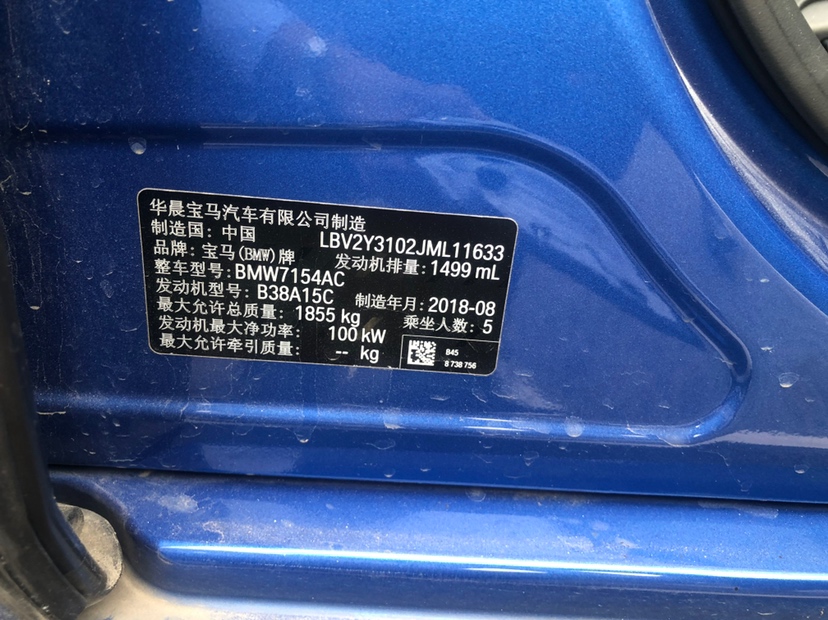 华晨宝马汽车有限公司制造
制造国: 中国 LBV2Y3102JML11633
品牌: 宝马(BMW)牌 发动机排量: 1499 mL
整车型号: BMW7154AC
发动机型号: B38A15C 制造年月: 2018-08
最大允许总质量: 1855 kg 乘坐人数: 5
发动机最大净功率: 100 kW
最大允许牵引质量: -- kg
B45
8 738 756